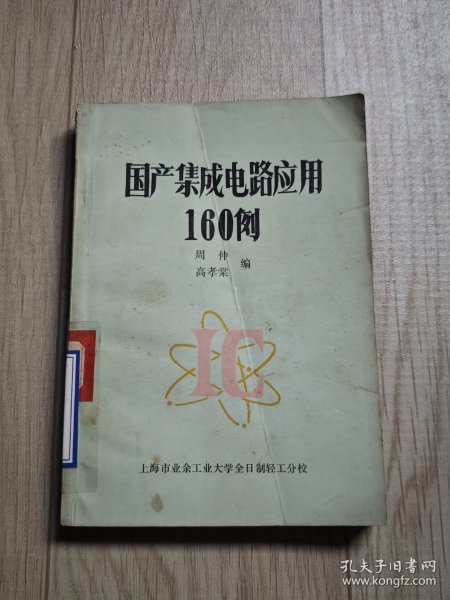 国产集成电路应用
160例
周仲
高孝棠
编
IC
上海市业余工业大学全日制轻工分校
孔夫子旧书网
www.kongfz.com